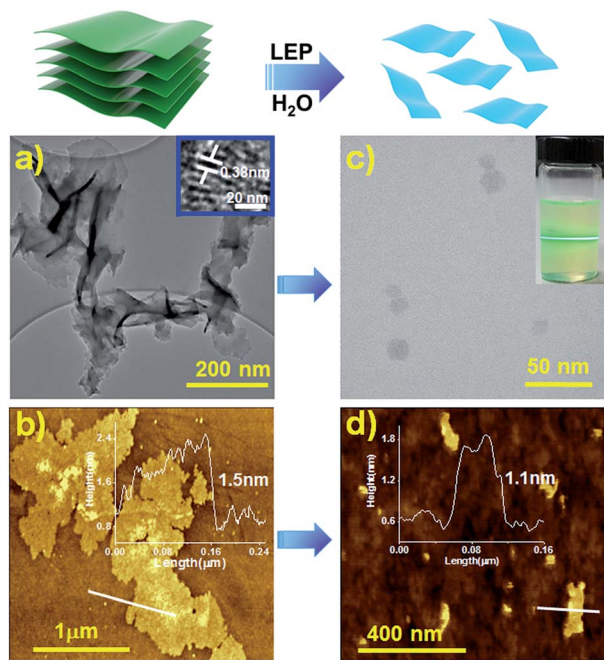 LEP
H₂O
a)
0.38nm
20 nm
200 nm
c)
50 nm
b)
2.4
1.6
0.8
Height(nm)
1.5nm
0.00 0.08 0.16 0.24
Length(μm)
1μm
d)
1.8
1.2
0.6
Height(nm)
1.1nm
0.00 0.08 0.16
Length(μm)
400 nm